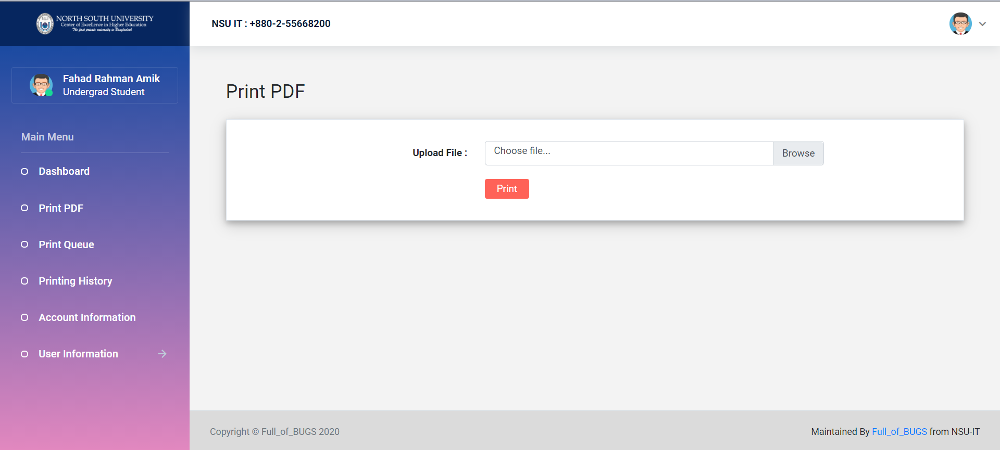 NORTH SOUTH UNIVERSITY
Center of Excellence in Higher Education
The first private university in Bangladesh
NSU IT : +880-2-55668200
Fahad Rahman Amik
Undergrad Student
Main Menu
Dashboard
Print PDF
Print Queue
Printing History
Account Information
User Information
Print PDF
Upload File :
Choose file...
Browse
Print
Copyright © Full_of_BUGS 2020
Maintained By Full_of_BUGS from NSU-IT